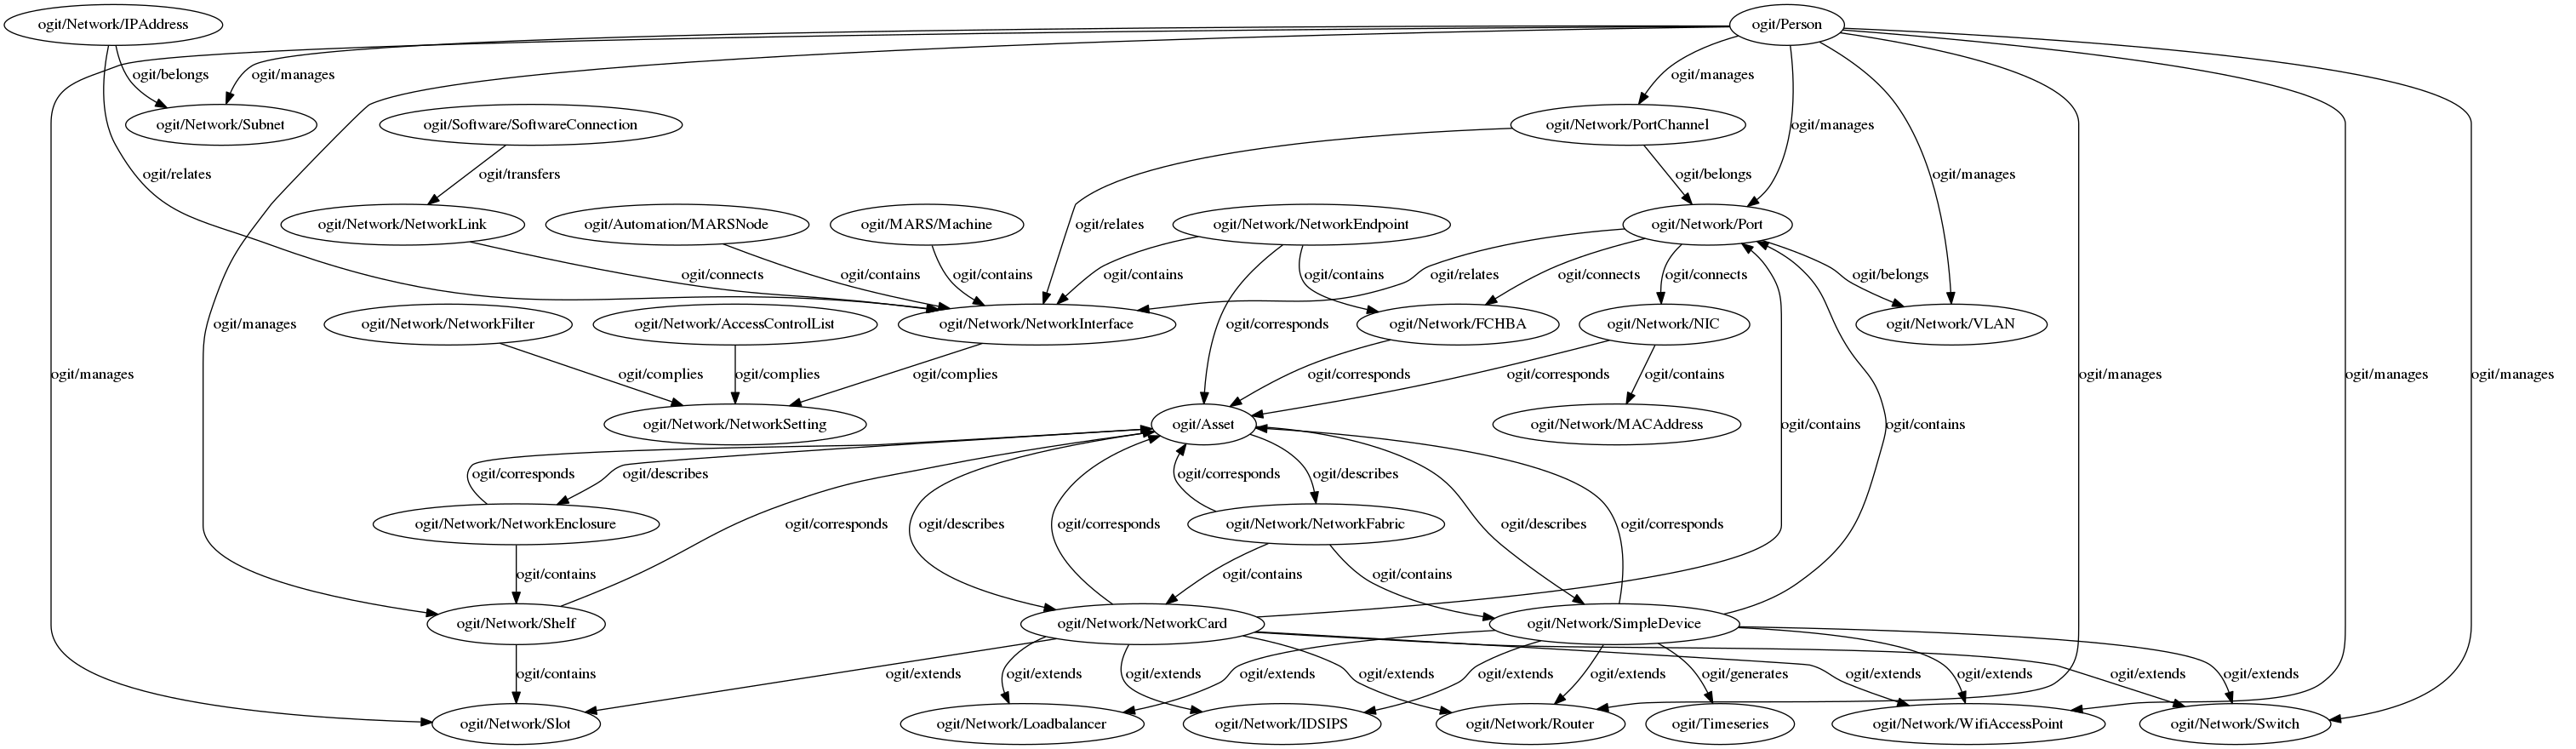 ogit/Network/IPAddress
ogit/Person
ogit/belongs
ogit/manages
ogit/manages
ogit/Network/Subnet
ogit/Software/SoftwareConnection
ogit/Network/PortChannel
ogit/manages
ogit/manages
ogit/relates
ogit/transfers
ogit/belongs
ogit/manages
ogit/Network/NetworkLink
ogit/Automation/MARSNode
ogit/MARS/Machine
ogit/Network/NetworkEndpoint
ogit/relates
ogit/Network/Port
ogit/connects
ogit/contains
ogit/contains
ogit/contains
ogit/contains
ogit/relates
ogit/connects
ogit/connects
ogit/belongs
ogit/manages
ogit/Network/NetworkFilter
ogit/Network/AccessControlList
ogit/Network/NetworkInterface
ogit/corresponds
ogit/Network/FCHBA
ogit/Network/NIC
ogit/Network/VLAN
ogit/manages
ogit/complies
ogit/complies
ogit/complies
ogit/corresponds
ogit/corresponds
ogit/contains
ogit/manages
ogit/manages
ogit/manages
ogit/Network/NetworkSetting
ogit/Asset
ogit/Network/MACAddress
ogit/contains
ogit/contains
ogit/corresponds
ogit/describes
ogit/corresponds
ogit/describes
ogit/Network/NetworkEnclosure
ogit/corresponds
ogit/describes
ogit/corresponds
ogit/Network/NetworkFabric
ogit/describes
ogit/corresponds
ogit/contains
ogit/contains
ogit/contains
ogit/Network/Shelf
ogit/Network/NetworkCard
ogit/Network/SimpleDevice
ogit/contains
ogit/extends
ogit/extends
ogit/extends
ogit/extends
ogit/extends
ogit/extends
ogit/extends
ogit/generates
ogit/extends
ogit/extends
ogit/extends
ogit/extends
ogit/Network/Slot
ogit/Network/Loadbalancer
ogit/Network/IDSIPS
ogit/Network/Router
ogit/Timeseries
ogit/Network/WifiAccessPoint
ogit/Network/Switch